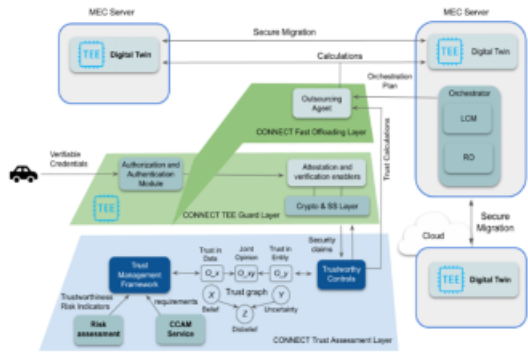 MEC Server
MEC Server
Secure Migration
TEE
Digital Twin
TEE
Digital Twin
Calculations
Orchestration
Plan
Outsourcing
Agent
Orchestrator
LCM
RO
CONNECT Fast Offloading Layer
Trust Calculations
Verifiable
Credentials
Authorization and
Authentication
Module
Attestation and
verification enablers
Crypto & SS Layer
TEE
CONNECT TEE Guard Layer
Secure
Migration
Cloud
Security
claims
Trust in
Data
Joint
Opinion
Trust in
Entity
Trust
Management
Framework
O_x
O_xy
O_y
Trustworthy
Controls
TEE
Digital Twin
Trustworthiness
Risk Indicators
requirements
X
Trust graph
Y
Belief
Z
Uncertainty
Disbelief
Risk
assessment
CCAM
Service
CONNECT Trust Assessment Layer